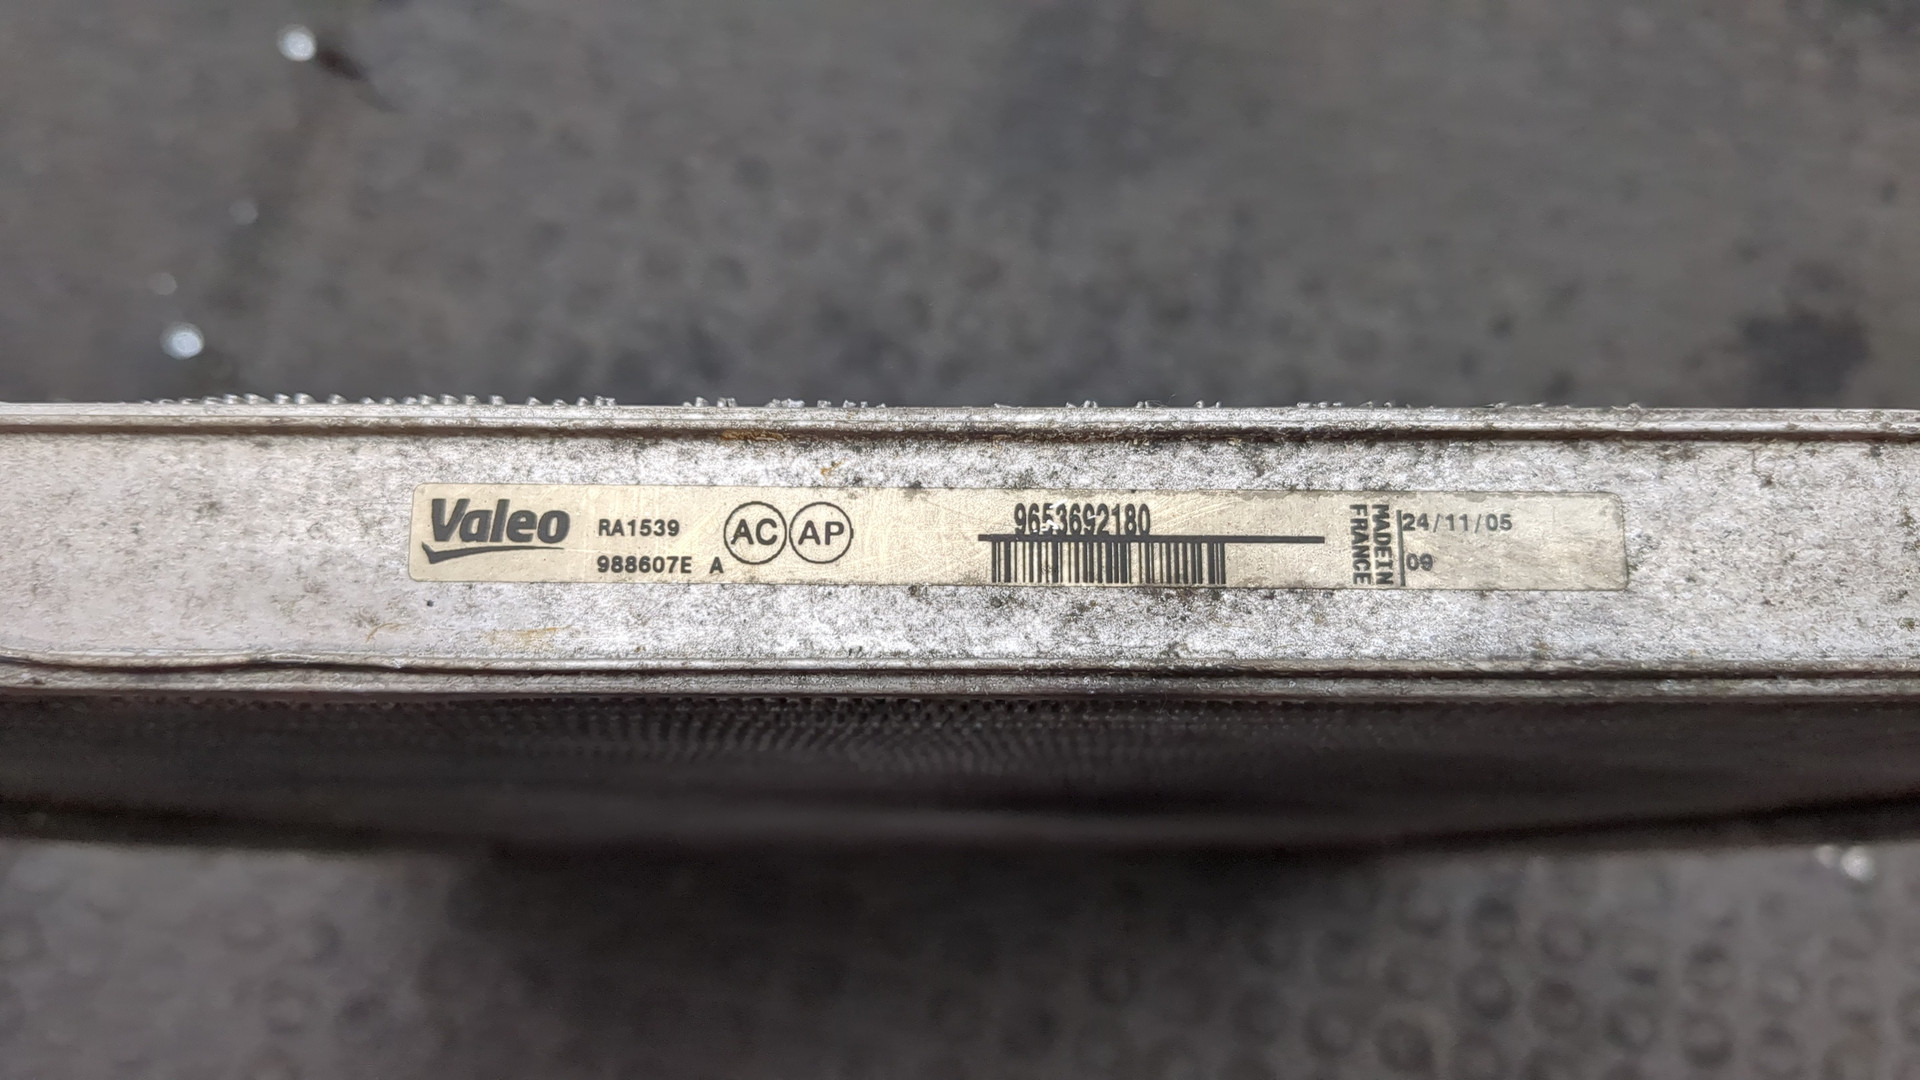 Valeo
RA1539
988607E A
AC AP
9653692180
MADE IN
FRANCE
24/11/05
09